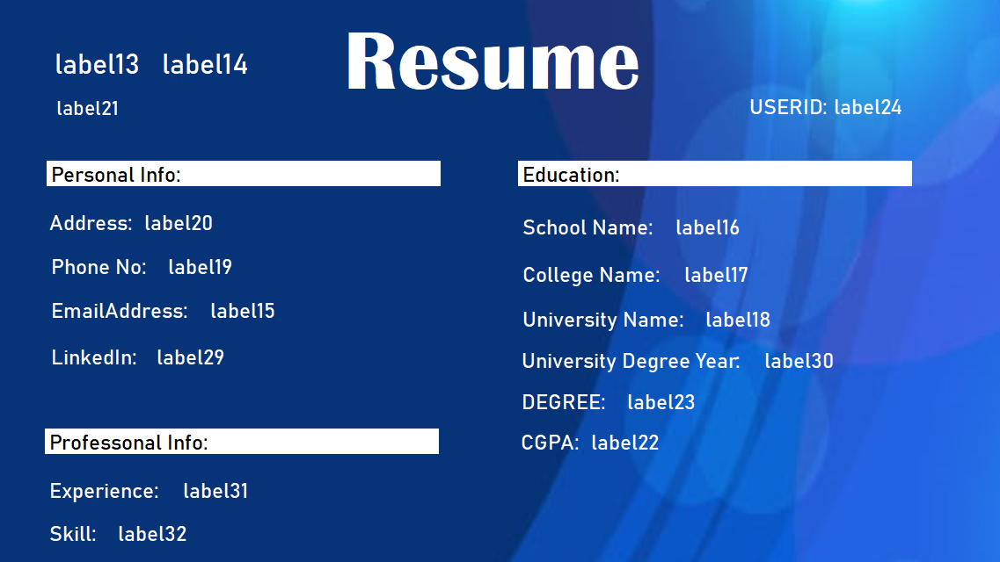 Resume
label13 label14
label21
USERID: label24
Personal Info:
Address: label20
Phone No: label19
EmailAddress: label15
LinkedIn: label29
Professonal Info:
Experience: label31
Skill: label32
Education:
School Name: label16
College Name: label17
University Name: label18
University Degree Year: label30
DEGREE: label23
CGPA: label22